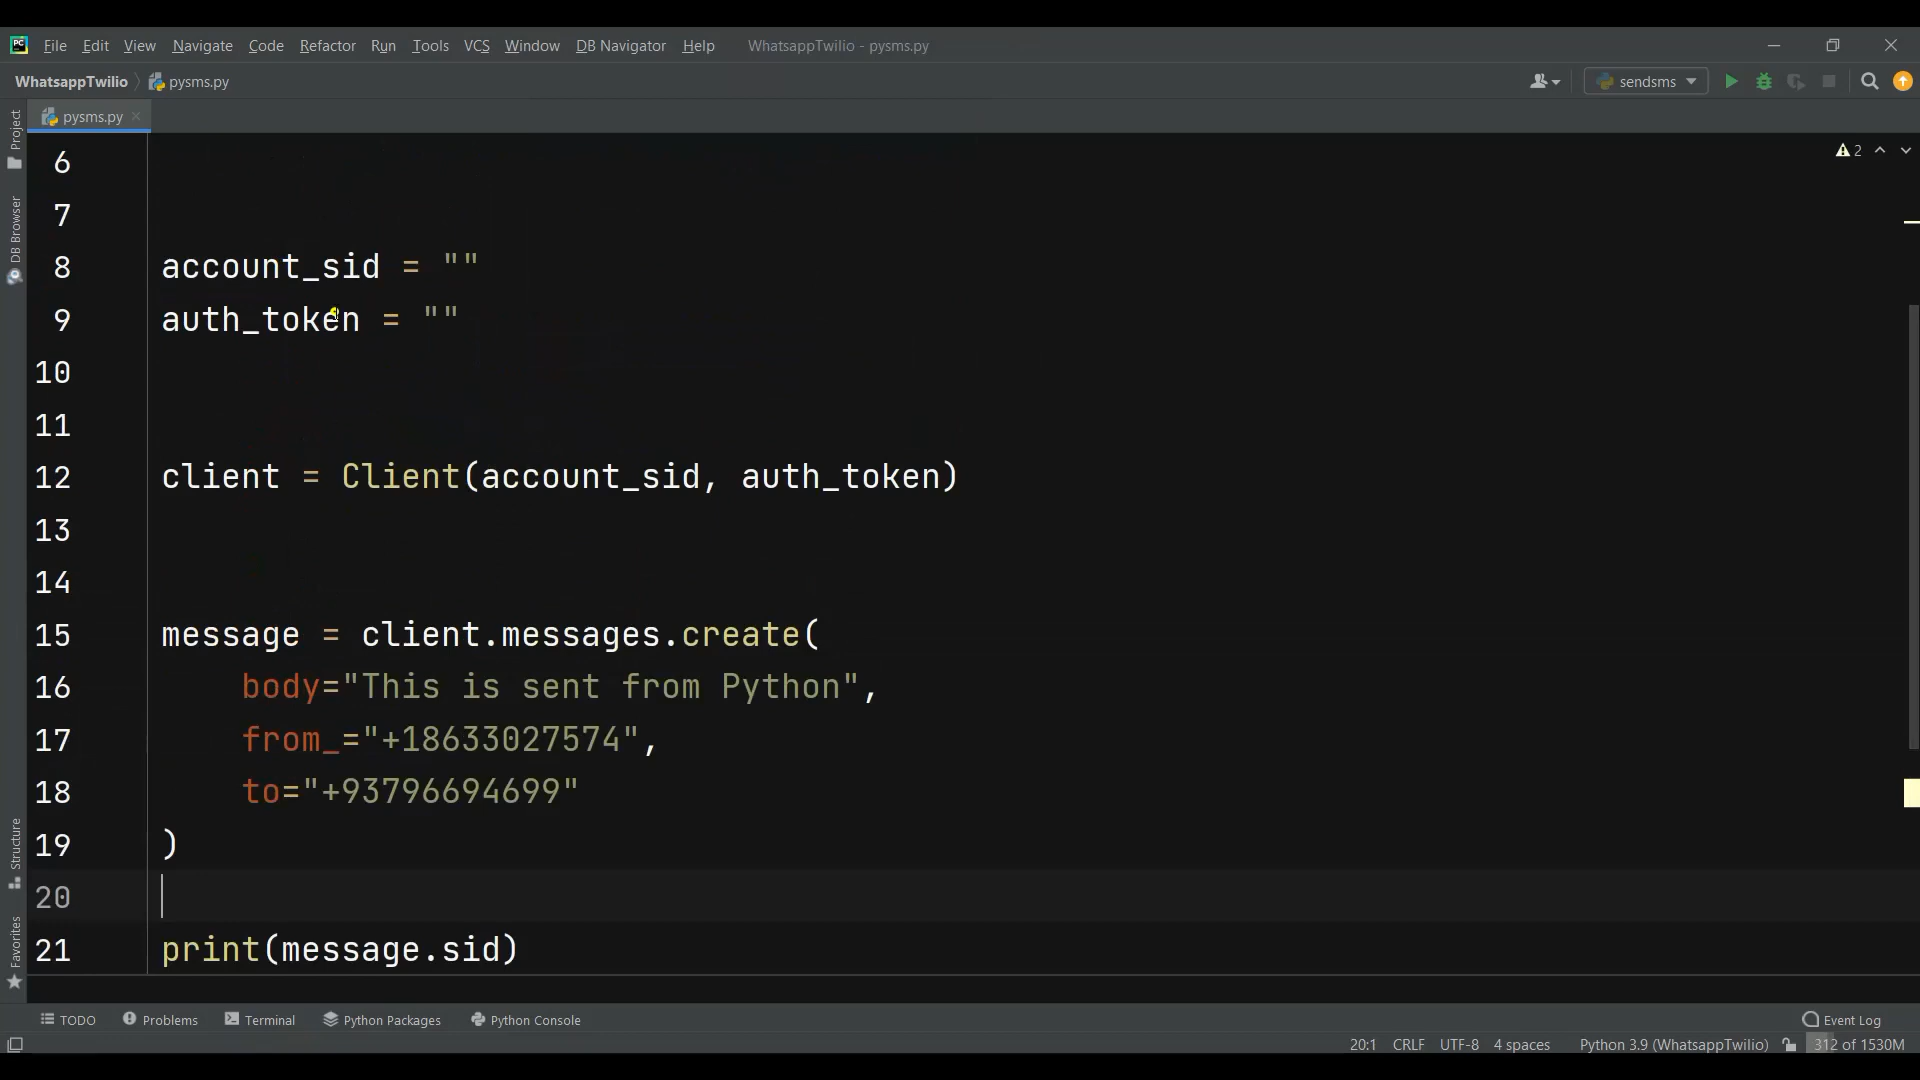 PC File Edit View Navigate Code Refactor Run Tools VCS Window DB Navigator Help WhatsappTwilio - pysms.py
WhatsappTwilio pysms.py sendsms
pysms.py
Project
DB Browser
Structure
Favorites
2
6
7
8 account_sid = ""
9 auth_token = ""
10
11
12 client = Client(account_sid, auth_token)
13
14
15 message = client.messages.create(
16 body="This is sent from Python",
17 from_="+18633027574",
18 to="+93796694699"
19 )
20
21 print(message.sid)
TODO Problems Terminal Python Packages Python Console Event Log
20:1 CRLF UTF-8 4 spaces Python 3.9 (WhatsappTwilio) 312 of 1530M